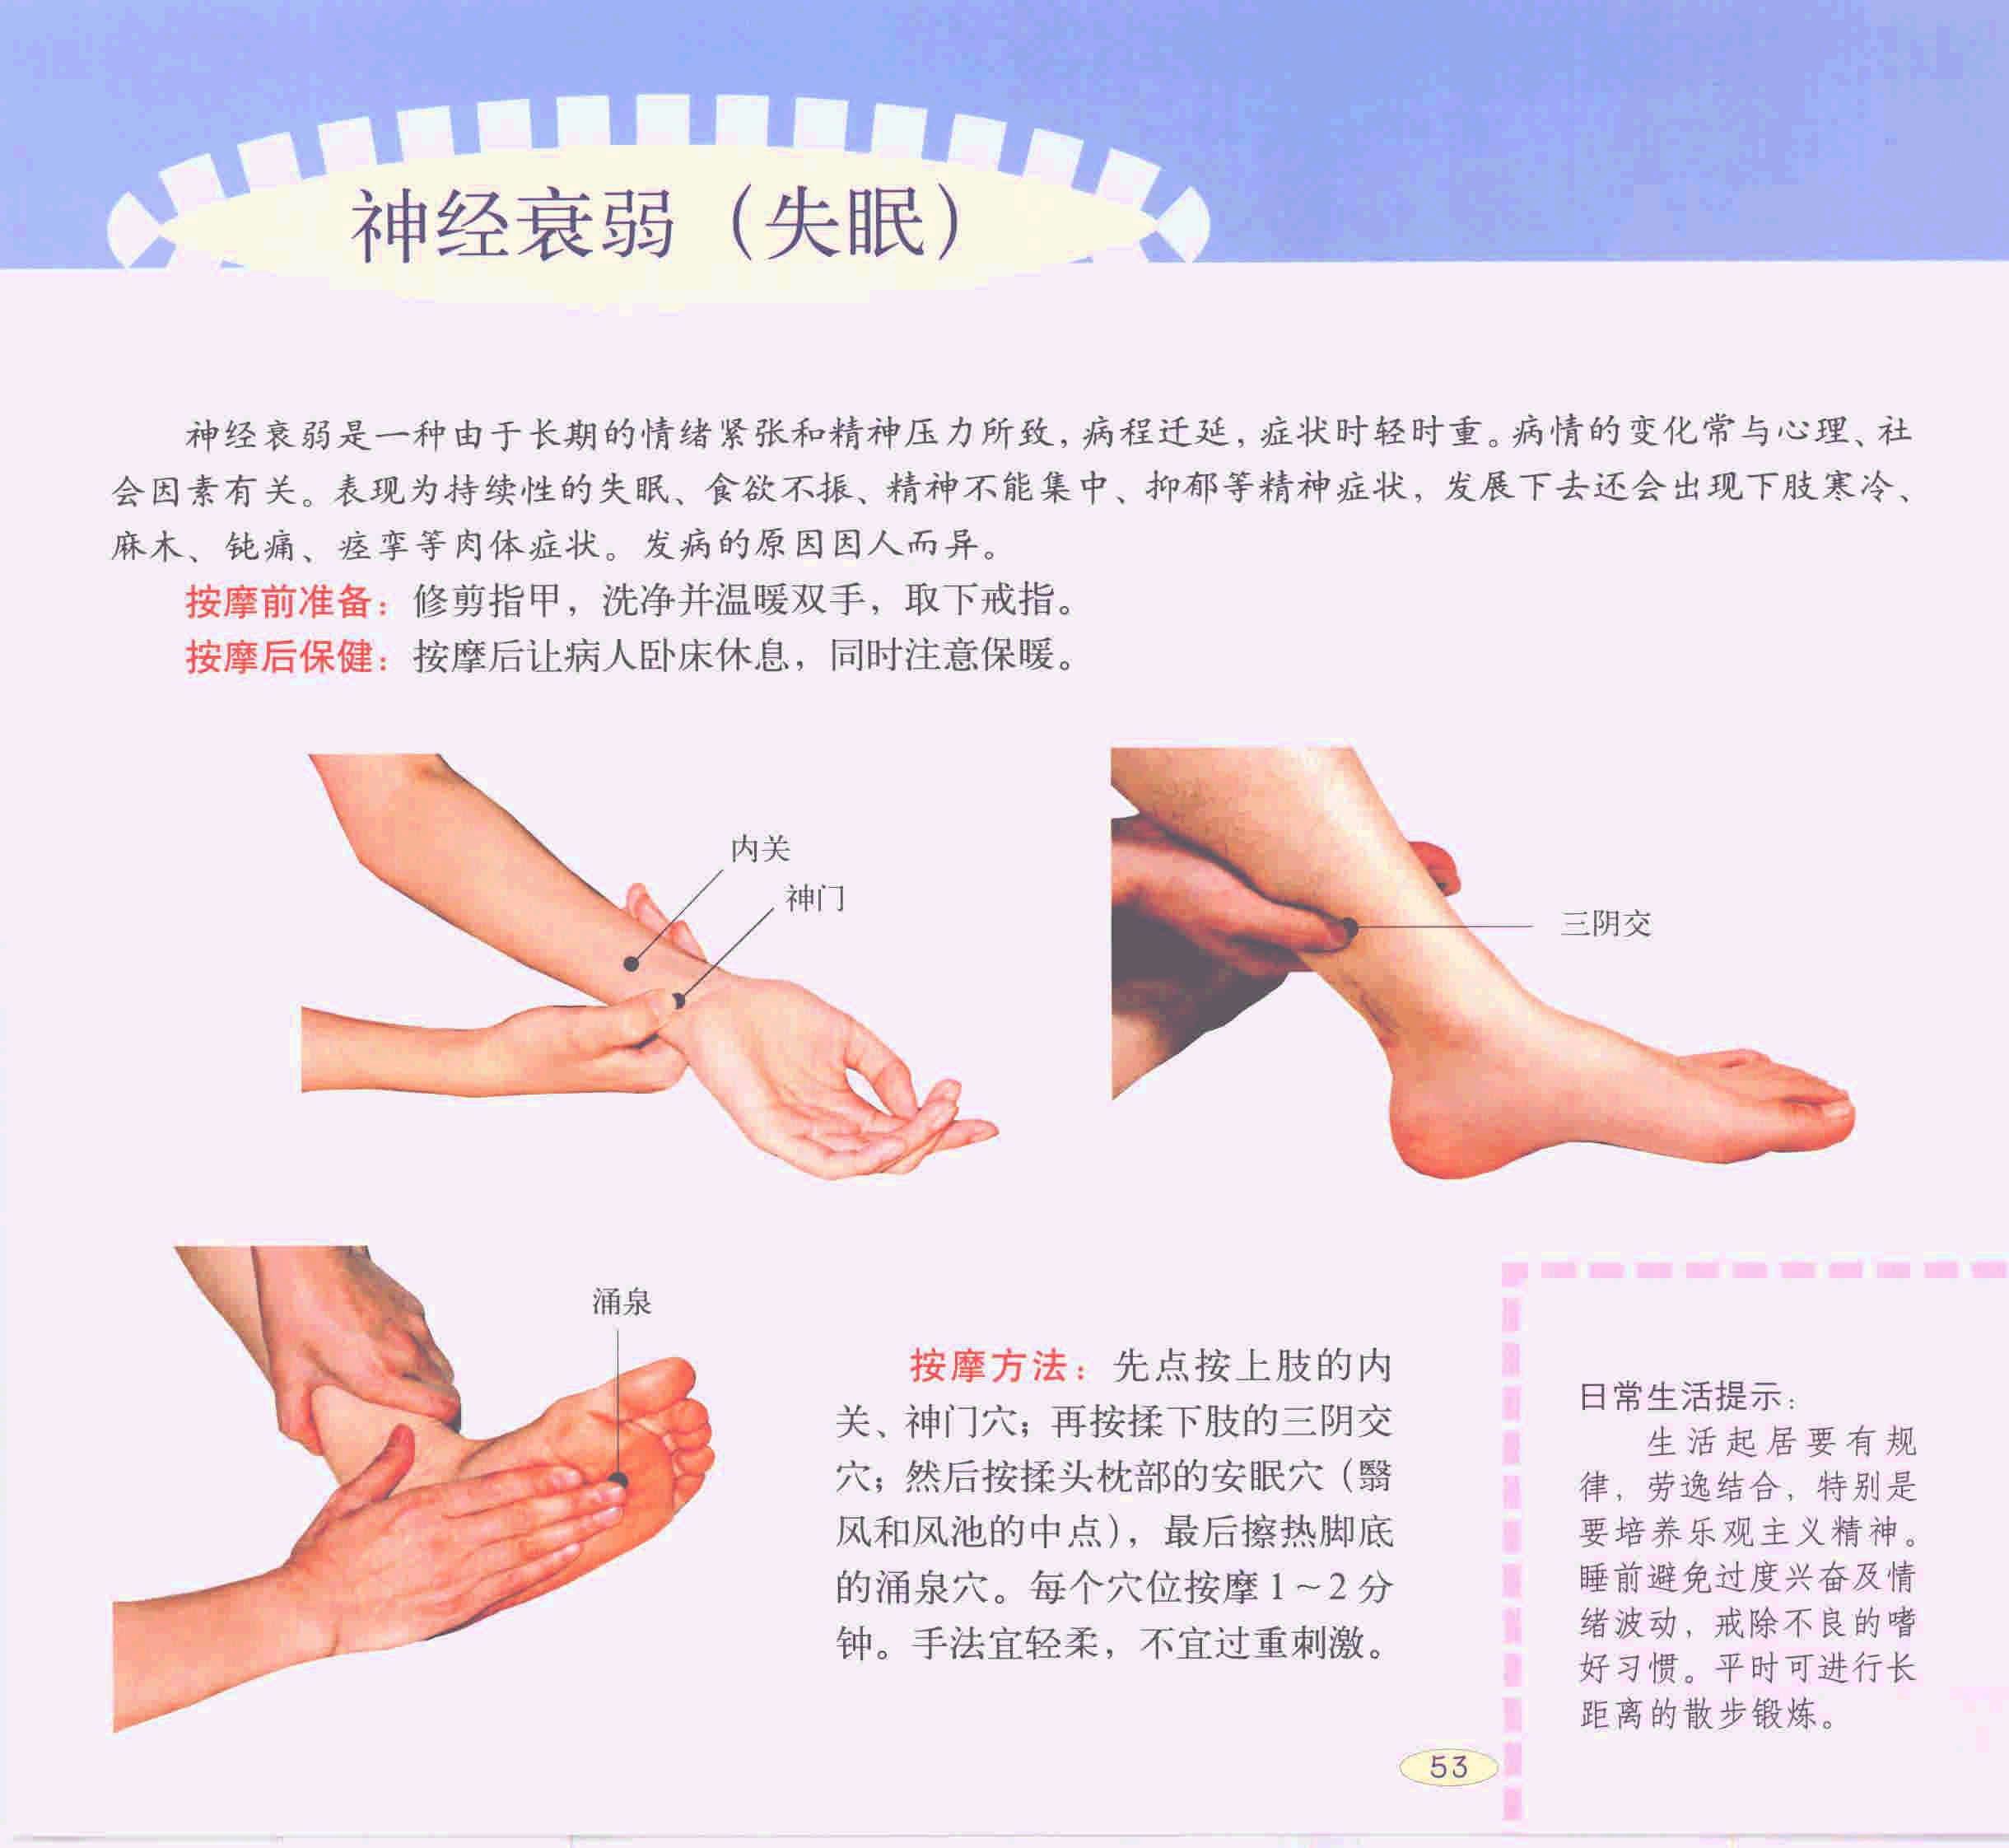 神经衰弱（失眠）
神经衰弱是一种由于长期的情绪紧张和精神压力所致，病程迁延，症状时轻时重。病情的变化常与心理、社
会因素有关。表现为持续性的失眠、食欲不振、精神不能集中、抑郁等精神症状，发展下去还会出现下肢寒冷、
麻木、钝痛、痉挛等肉体症状。发病的原因因人而异。
按摩前准备：修剪指甲，洗净并温暖双手，取下戒指。
按摩后保健：按摩后让病人卧床休息，同时注意保暖。
内关
神门
三阴交
涌泉
按摩方法：先点按上肢的内
关、神门穴；再按揉下肢的三阴交
穴；然后按揉头枕部的安眠穴（翳
风和风池的中点），最后擦热脚底
的涌泉穴。每个穴位按摩1～2分
钟。手法宜轻柔，不宜过重刺激。
日常生活提示：
生活起居要有规
律，劳逸结合，特别是
要培养乐观主义精神。
睡前避免过度兴奋及情
绪波动，戒除不良的嗜
好习惯。平时可进行长
距离的散步锻炼。
53